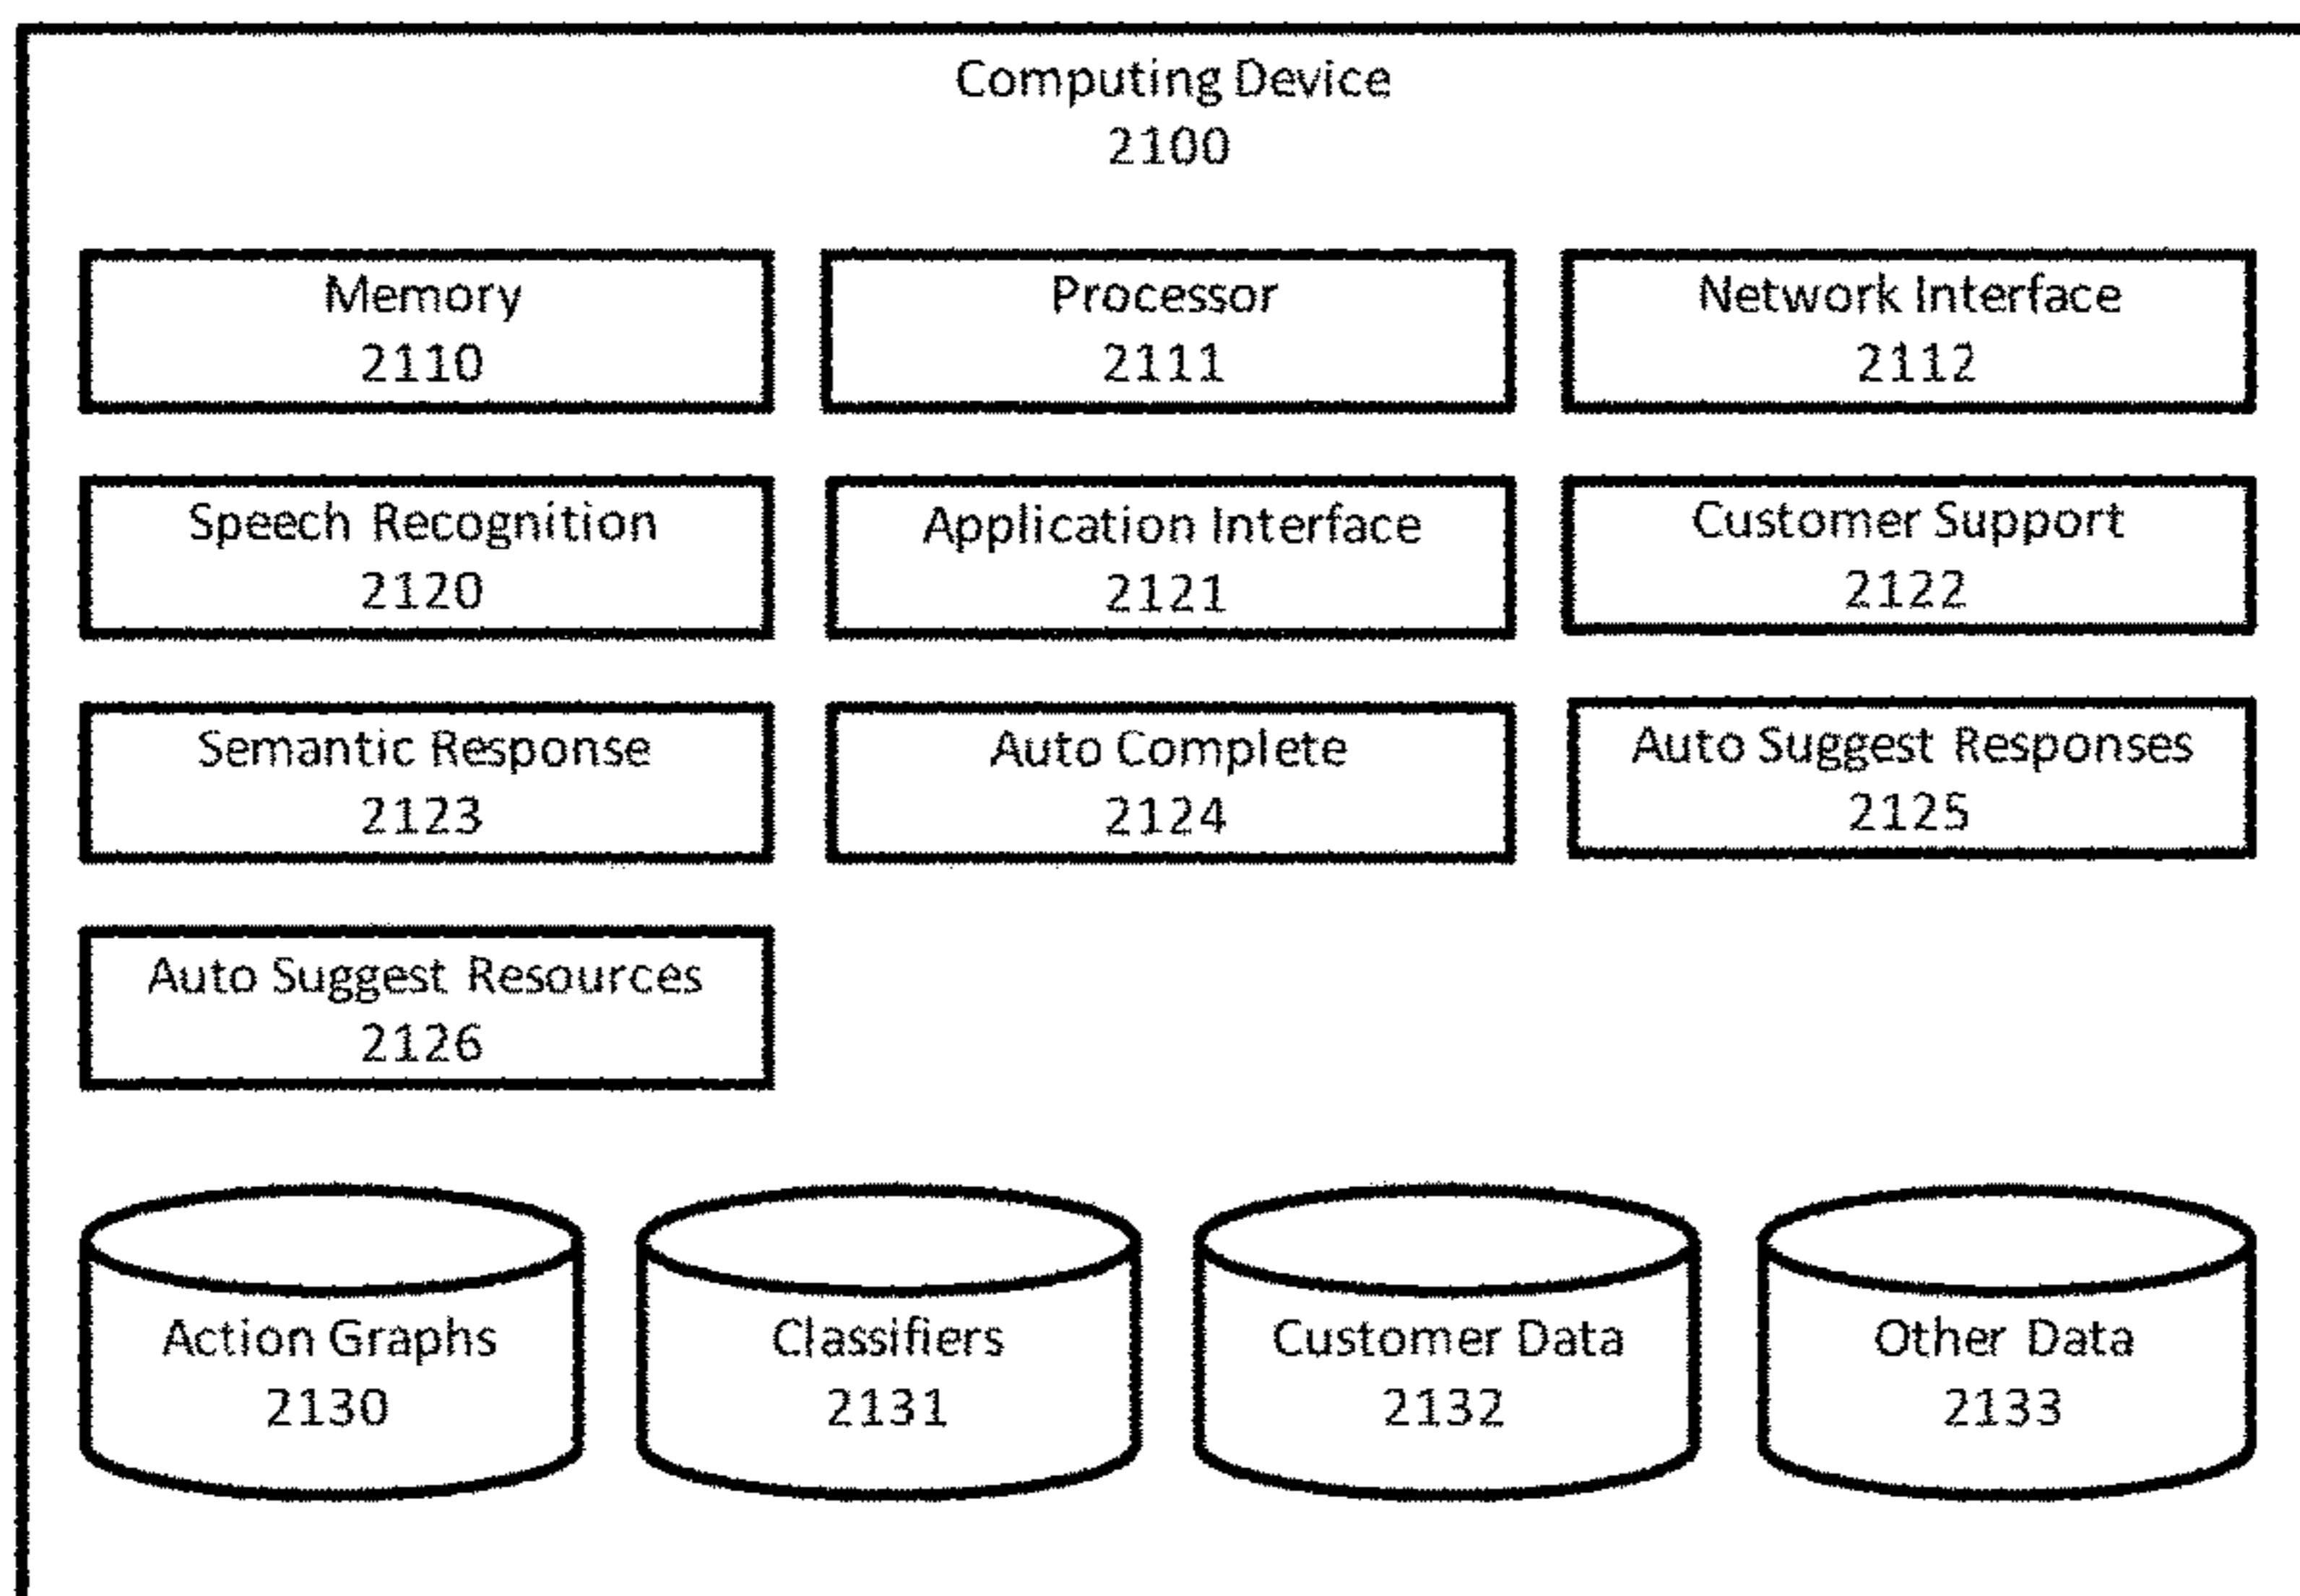 Computing Device
2100
Memory
2110
Processor
2111
Network Interface
2112
Speech Recognition
2120
Application Interface
2121
Customer Support
2122
Semantic Response
2123
Auto Complete
2124
Auto Suggest Responses
2125
Auto Suggest Resources
2126
Action Graphs
2130
Classifiers
2131
Customer Data
2132
Other Data
2133